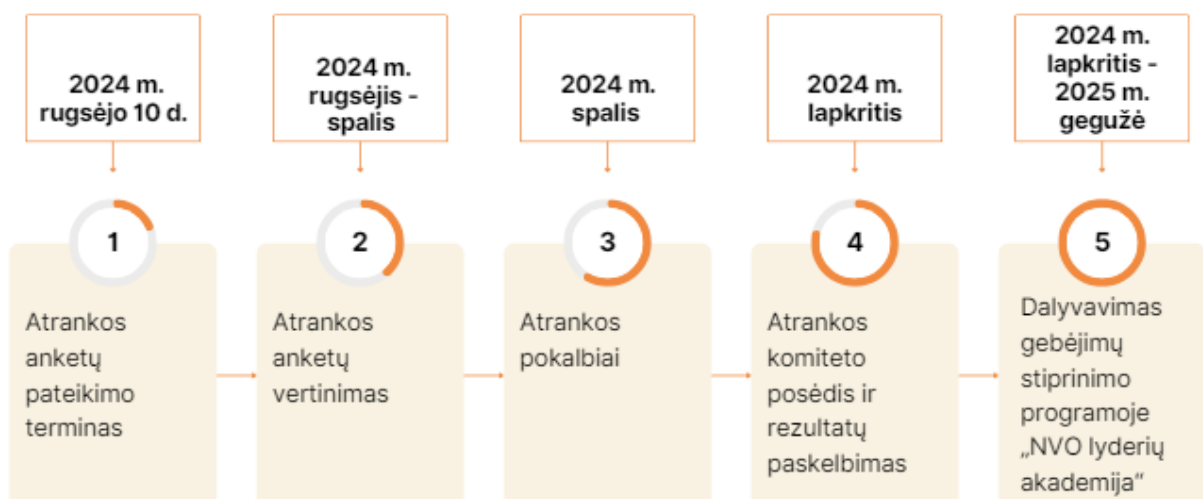 2024 m.
rugsėjo 10 d.
2024 m.
rugsėjis -
spalis
2024 m.
spalis
2024 m.
lapkritis
2024 m.
lapkritis -
2025 m.
gegužė
1
2
3
4
5
Atrankos
anketų
pateikimo
terminas
Atrankos
anketų
vertinimas
Atrankos
pokalbiai
Atrankos
komiteto
posėdis ir
rezultatų
paskelbimas
Dalyvavimas
gebėjimų
stiprinimo
programoje
„NVO lyderių
akademija“